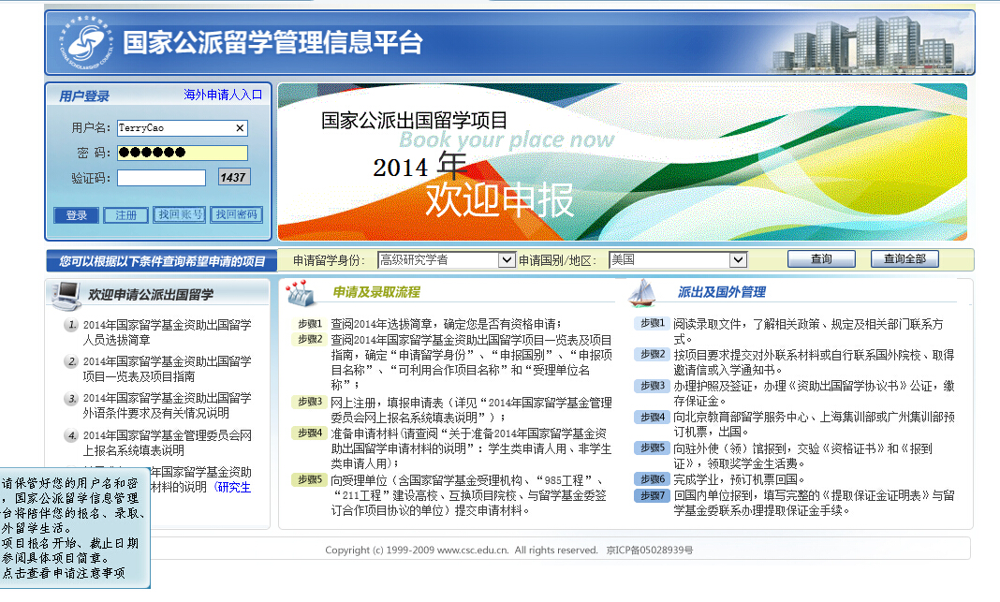 国家公派留学管理信息平台
用户登录 海外申请人入口
用户名: TerryCao ×
密 码: ●●●●●●
验证码: 1437
登录 注册 找回账号 找回密码
国家公派出国留学项目
Book your place now
2014 年
欢迎申报
您可以根据以下条件查询希望申请的项目 申请留学身份: 高级研究学者 申请国别/地区: 美国 查询 查询全部
欢迎申请公派出国留学
1. 2014年国家留学基金资助出国留学
人员选拔简章
2. 2014年国家留学基金资助出国留学
项目一览表及项目指南
3. 2014年国家留学基金资助出国留学
外语条件要求及有关情况说明
4. 2014年国家留学基金管理委员会网
上报名系统填表说明
年国家留学基金资助
材料的说明 (研究生
申请及录取流程
步骤1 查阅2014年选拔简章，确定您是否有资格申请；
步骤2 查阅2014年国家留学基金资助出国留学项目一览表及项目
指南，确定“申请留学身份”、“申报国别”、“申报项
目名称”、“可利用合作项目名称”和“受理单位名
称”；
步骤3 网上注册，填报申请表（详见“2014年国家留学基金管理
委员会网上报名系统填表说明”）；
步骤4 准备申请材料(请查阅“关于准备2014年国家留学基金资
助出国留学申请材料的说明”：学生类申请人用、非学生
类申请人用)；
步骤5 向受理单位（含国家留学基金受理机构、“985工程”、
“211工程”建设高校、互换项目院校、与留学基金委签
订合作项目协议的单位）提交申请材料。
派出及国外管理
步骤1 阅读录取文件，了解相关政策、规定及相关部门联系方
式。
步骤2 按项目要求提交对外联系材料或自行联系国外院校、取得
邀请信或入学通知书。
步骤3 办理护照及签证，办理《资助出国留学协议书》公证，缴
存保证金。
步骤4 向北京教育部留学服务中心、上海集训部或广州集训部预
订机票，出国。
步骤5 向驻外使（领）馆报到，交验《资格证书》和《报到
证》，领取奖学金生活费。
步骤6 完成学业，预订机票回国。
步骤7 回国内单位报到，填写完整的《提取保证金证明表》与留
学基金委联系办理提取保证金手续。
请保管好您的用户名和密
，国家公派留学信息管理
台将陪伴您的报名、录取、
外留学生活。
项目报名开始、截止日期
参阅具体项目简章。
点击查看申请注意事项
Copyright (c) 1999-2009 www.csc.edu.cn. All rights reserved. 京ICP备05028939号